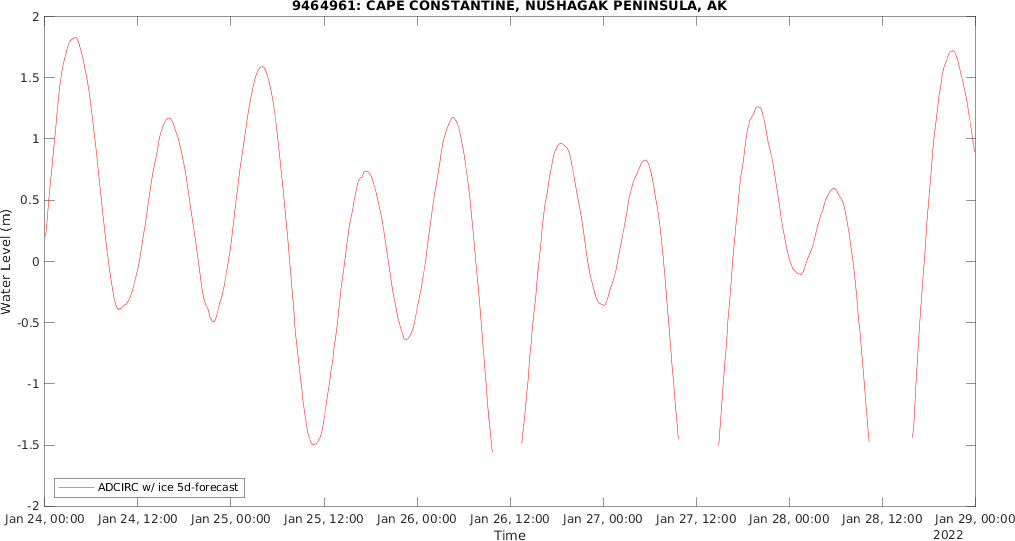 9464961: CAPE CONSTANTINE, NUSHAGAK PENINSULA, AK
2
1.5
1
0.5
0
-0.5
-1
-1.5
-2
Water Level (m)
ADCIRC w/ ice 5d-forecast
Jan 24, 00:00 Jan 24, 12:00 Jan 25, 00:00 Jan 25, 12:00 Jan 26, 00:00 Jan 26, 12:00 Jan 27, 00:00 Jan 27, 12:00 Jan 28, 00:00 Jan 28, 12:00 Jan 29, 00:00
Time
2022